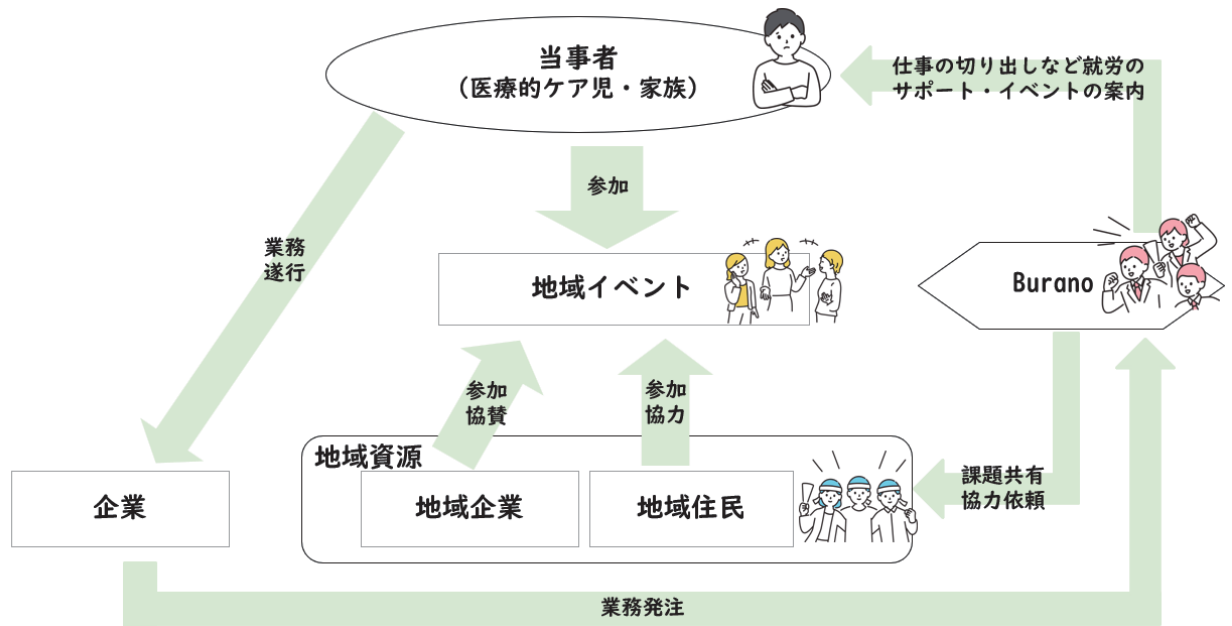 当事者
（医療的ケア児・家族）
仕事の切り出しなど就労の
サポート・イベントの案内
参加
業務
遂行
地域イベント
Burano
参加
協賛
参加
協力
地域資源
企業
地域企業
地域住民
課題共有
協力依頼
業務発注